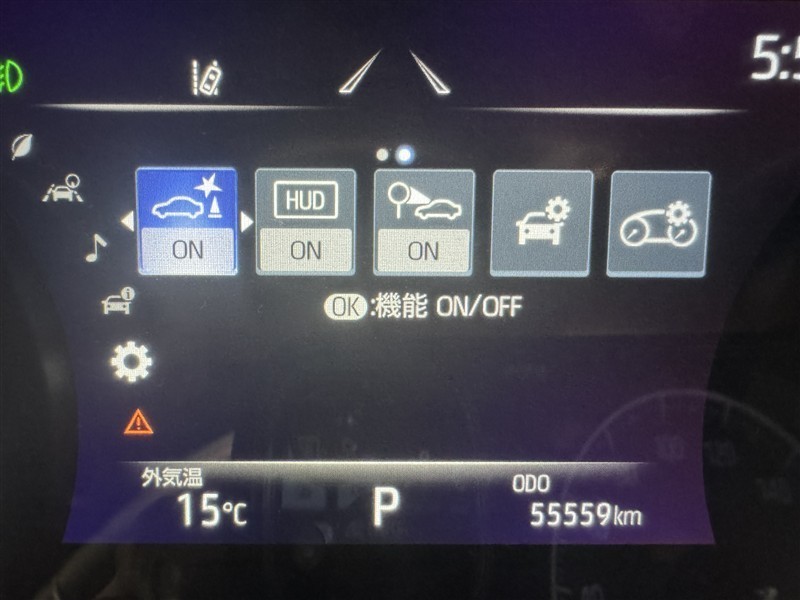 5:5
HUD
ON
ON
ON
OK:機能 ON/OFF
外気温
15℃
P
ODO
55559km